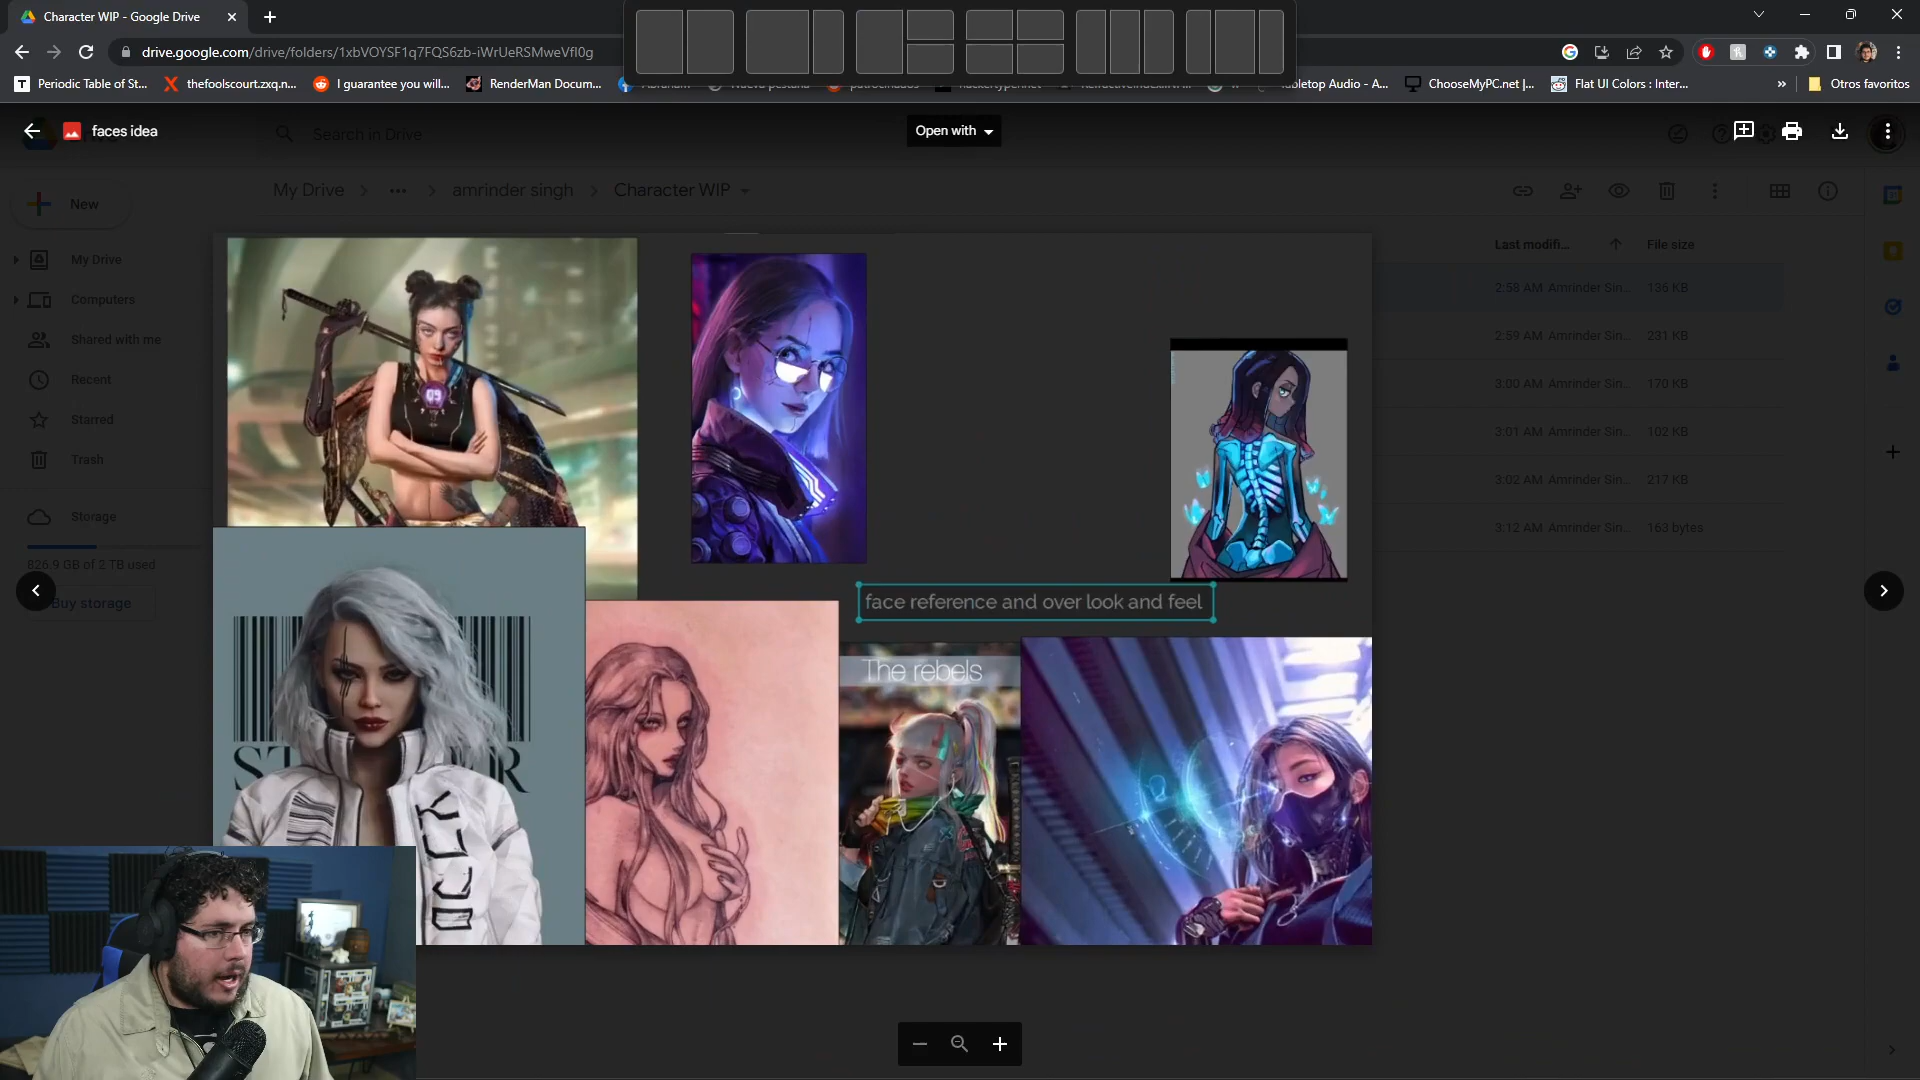 Character WIP - Google Drive
drive.google.com/drive/folders/1xbVOYSF1q7FQS6zb-iWrUeRSMweVfI0g
Periodic Table of St...
thefoolscourt.zxq.n...
I guarantee you will...
RenderMan Docum...
Tabletop Audio - A...
ChooseMyPC.net |...
Flat UI Colors : Inter...
»
Otros favoritos
faces idea
Search in Drive
Open with
New
My Drive
amrinder singh
Character WIP
My Drive
Computers
Shared with me
Recent
Starred
Trash
Storage
826.9 GB of 2 TB used
Buy storage
Last modifi...
File size
2:58 AM Amrinder Sin...
136 KB
2:59 AM Amrinder Sin...
231 KB
3:00 AM Amrinder Sin...
170 KB
3:01 AM Amrinder Sin...
102 KB
3:02 AM Amrinder Sin...
217 KB
3:12 AM Amrinder Sin...
163 bytes
09
face reference and over look and feel
The rebels